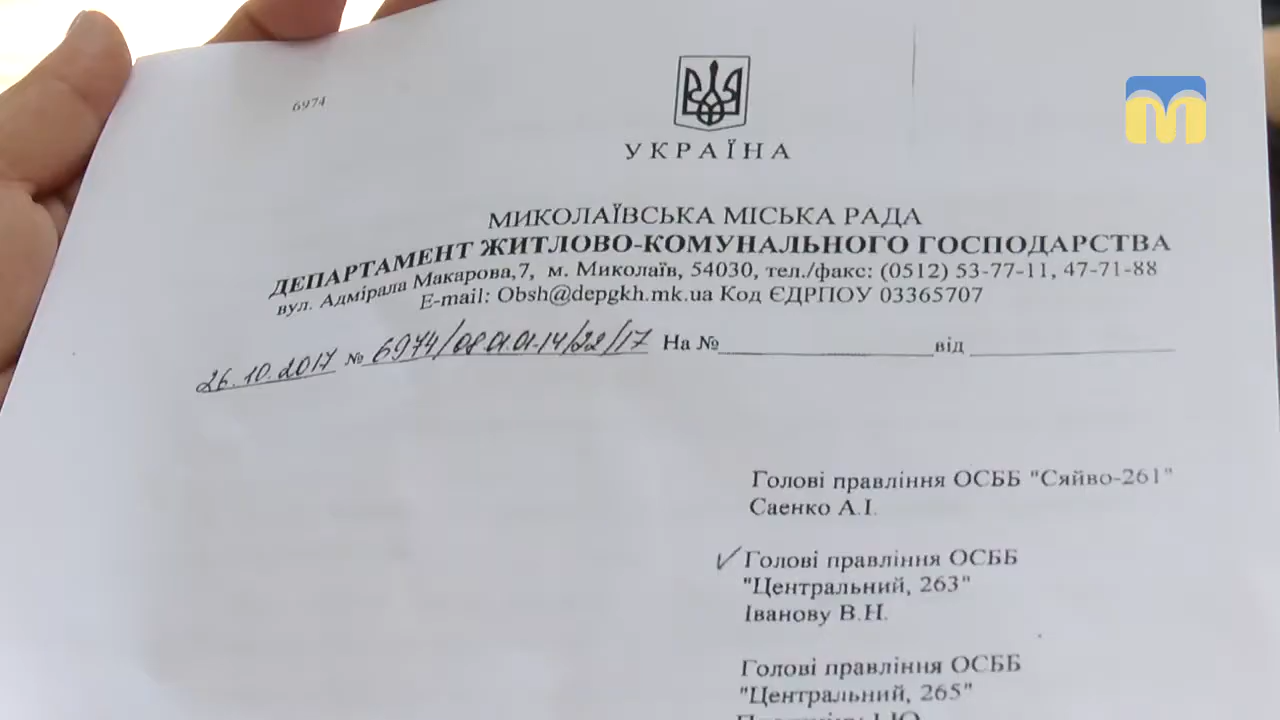 6974
УКРАЇНА
МИКОЛАЇВСЬКА МІСЬКА РАДА
ДЕПАРТАМЕНТ ЖИТЛОВО-КОМУНАЛЬНОГО ГОСПОДАРСТВА
вул. Адмірала Макарова,7, м. Миколаїв, 54030, тел./факс: (0512) 53-77-11, 47-71-88
E-mail: Obsh@depgkh.mk.ua Код ЄДРПОУ 03365707
26.10.2017 № 6974/08.01.01-14/22/17 На № від
Голові правління ОСББ "Сяйво-261"
Саенко А.І.
Голові правління ОСББ
"Центральний, 263"
Іванову В.Н.
Голові правління ОСББ
"Центральний, 265"